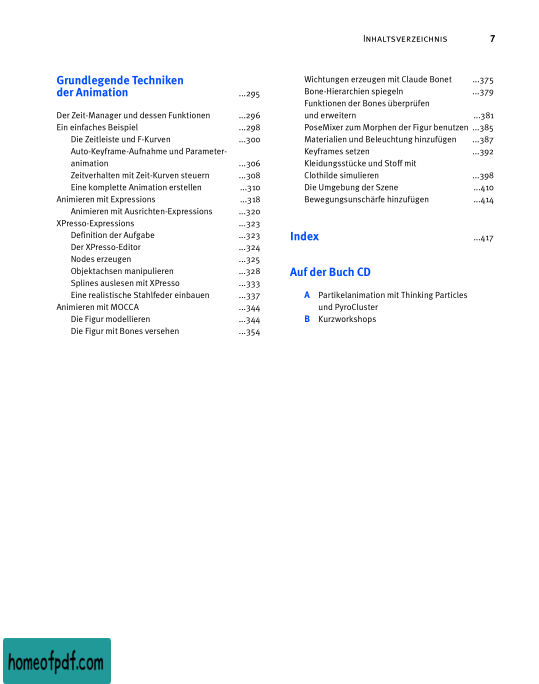 INHALTSVERZEICHNIS 7
Grundlegende Techniken
der Animation ...295
Der Zeit-Manager und dessen Funktionen ...296
Ein einfaches Beispiel ...298
Die Zeitleiste und F-Kurven ...300
Auto-Keyframe-Aufnahme und Parameter-
animation ...306
Zeitverhalten mit Zeit-Kurven steuern ...308
Eine komplette Animation erstellen ...310
Animieren mit Expressions ...318
Animieren mit Ausrichten-Expressions ...320
XPresso-Expressions ...323
Definition der Aufgabe ...323
Der XPresso-Editor ...324
Nodes erzeugen ...325
Objektachsen manipulieren ...328
Splines auslesen mit XPresso ...333
Eine realistische Stahlfeder einbauen ...337
Animieren mit MOCCA ...344
Die Figur modellieren ...344
Die Figur mit Bones versehen ...354
Wichtungen erzeugen mit Claude Bonet ...375
Bone-Hierarchien spiegeln ...379
Funktionen der Bones überprüfen
und erweitern ...381
PoseMixer zum Morphen der Figur benutzen ...385
Materialien und Beleuchtung hinzufügen ...387
Keyframes setzen ...392
Kleidungsstücke und Stoff mit
Clothilde simulieren ...398
Die Umgebung der Szene ...410
Bewegungsunschärfe hinzufügen ...414
Index ...417
Auf der Buch CD
A Partikelanimation mit Thinking Particles
und PyroCluster
B Kurzworkshops
homeofpdf.com